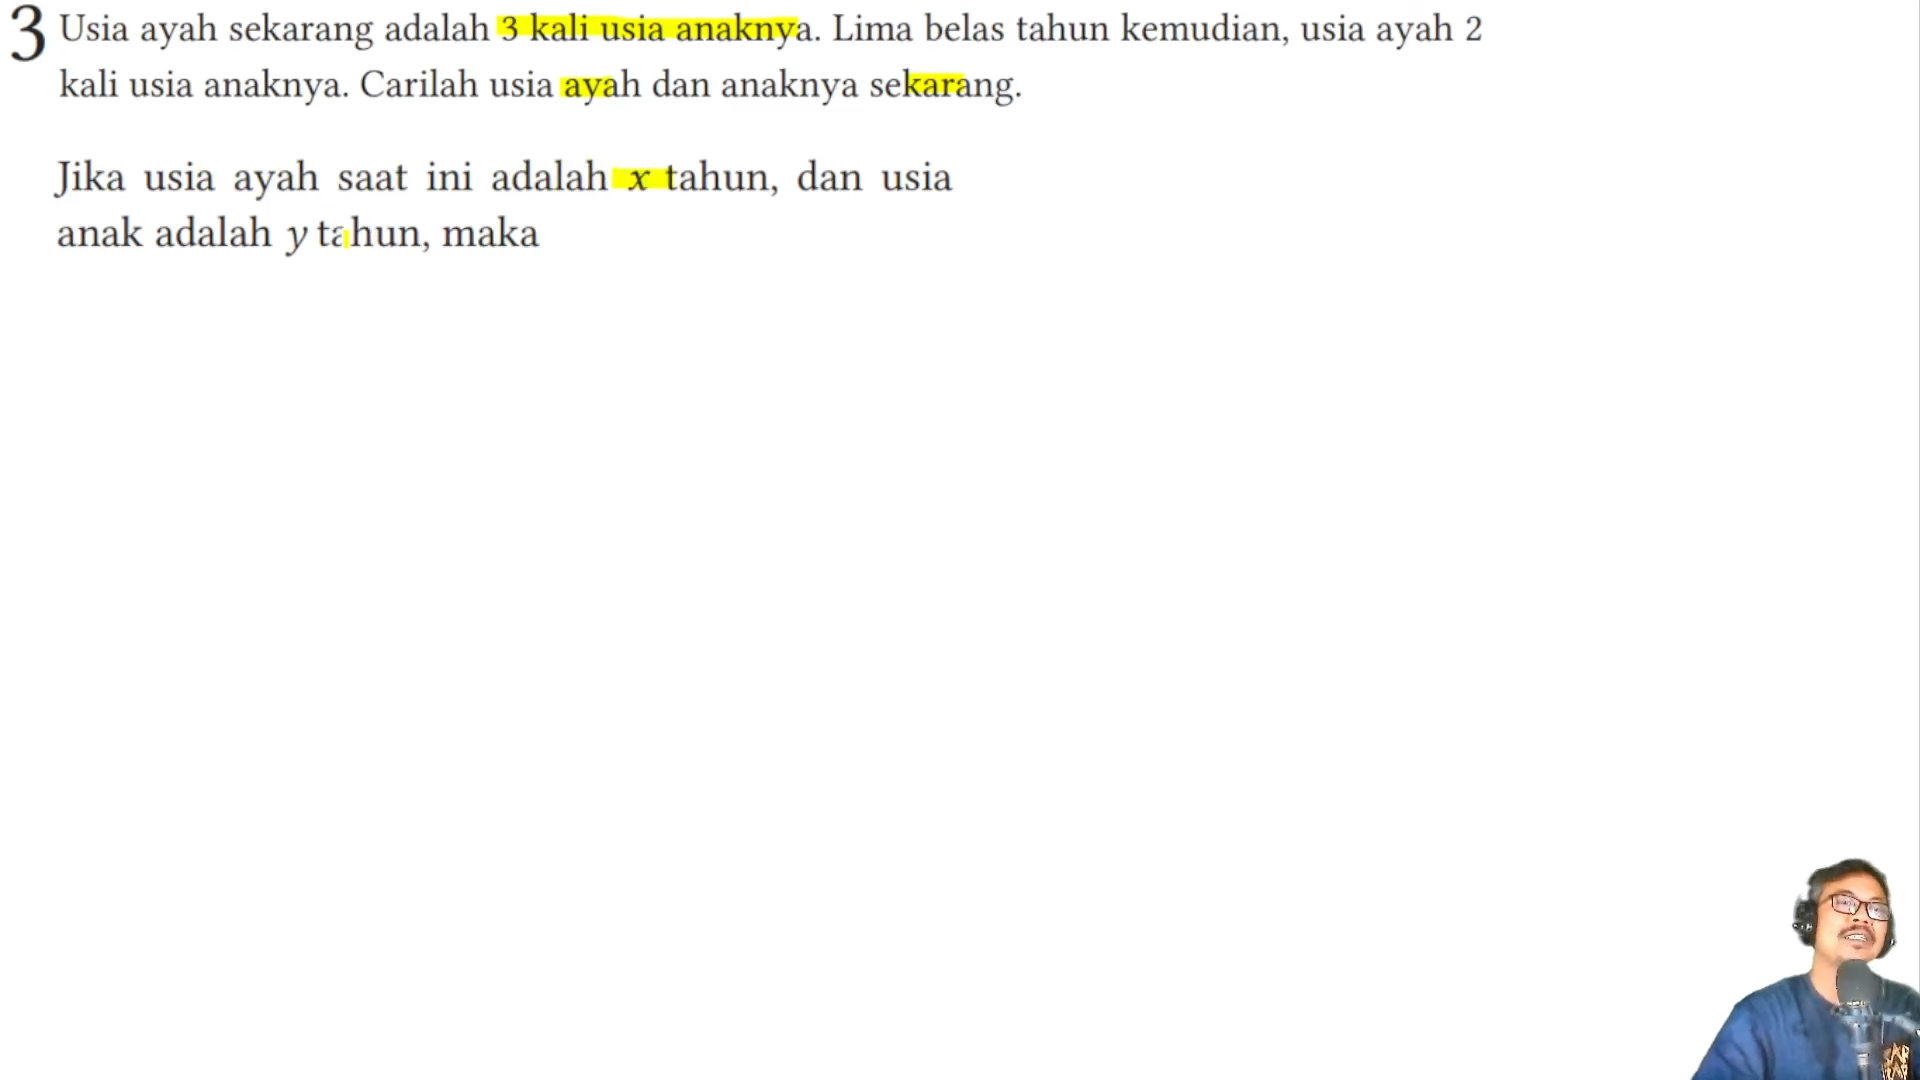 3 Usia ayah sekarang adalah 3 kali usia anaknya. Lima belas tahun kemudian, usia ayah 2
kali usia anaknya. Carilah usia ayah dan anaknya sekarang.
Jika usia ayah saat ini adalah x tahun, dan usia
anak adalah y tahun, maka